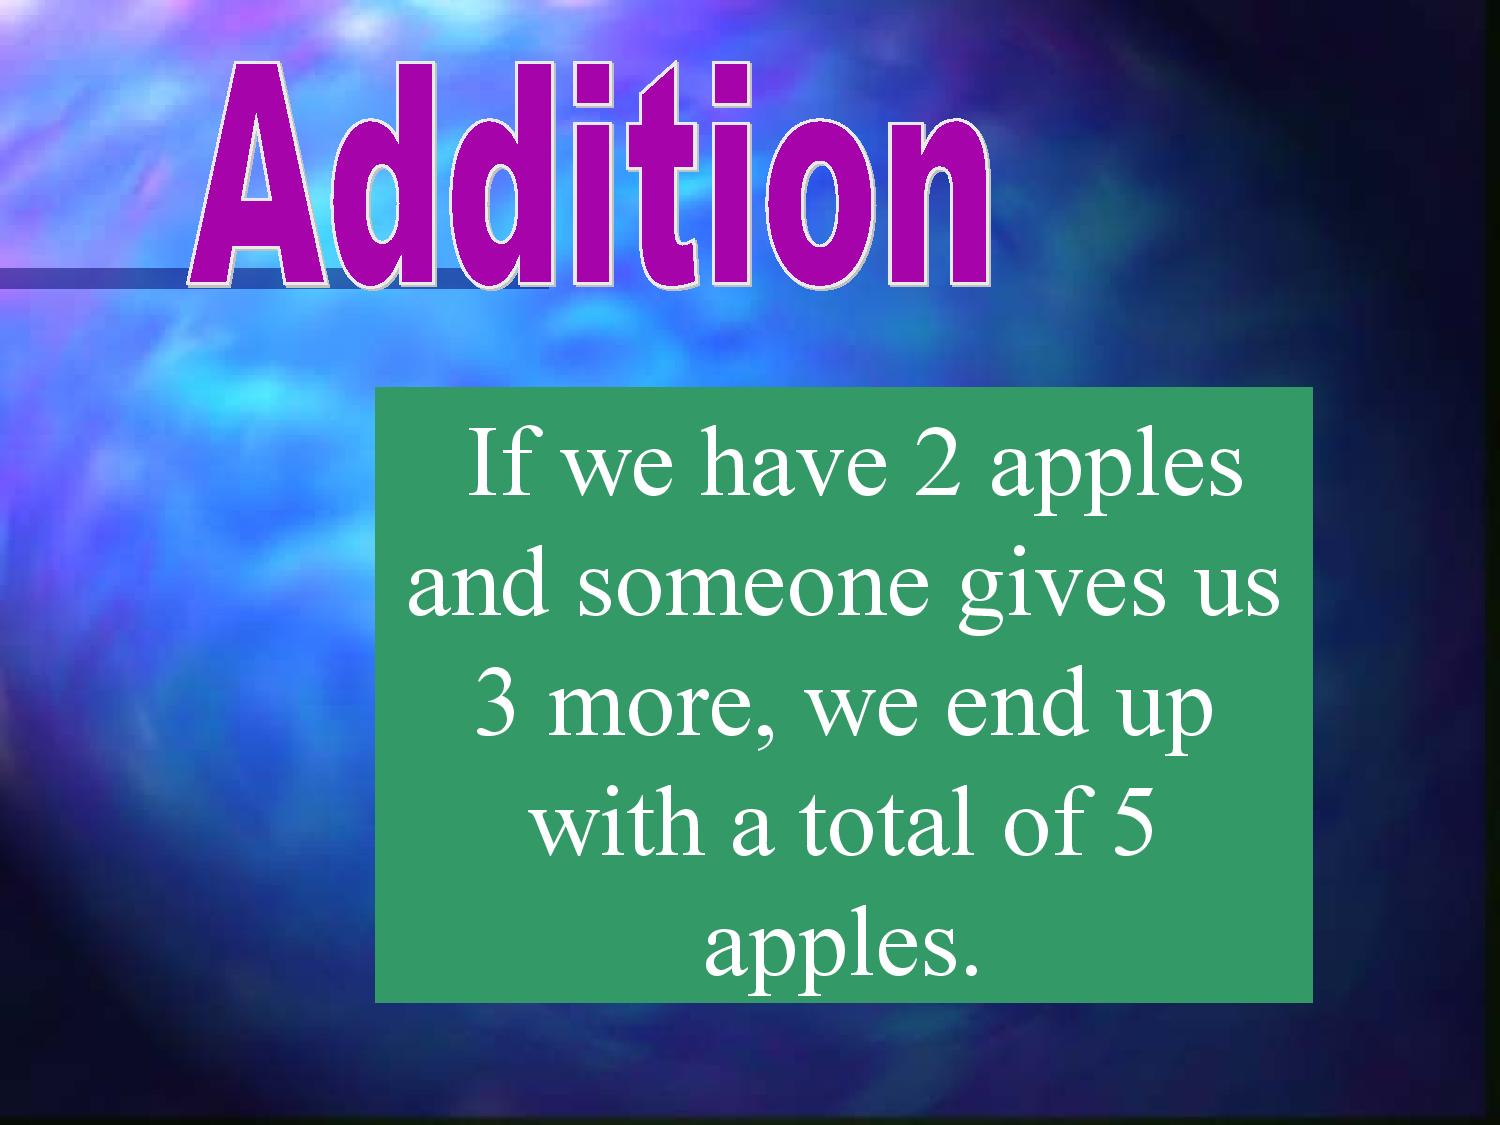 Addition
If we have 2 apples
and someone gives us
3 more, we end up
with a total of 5
apples.